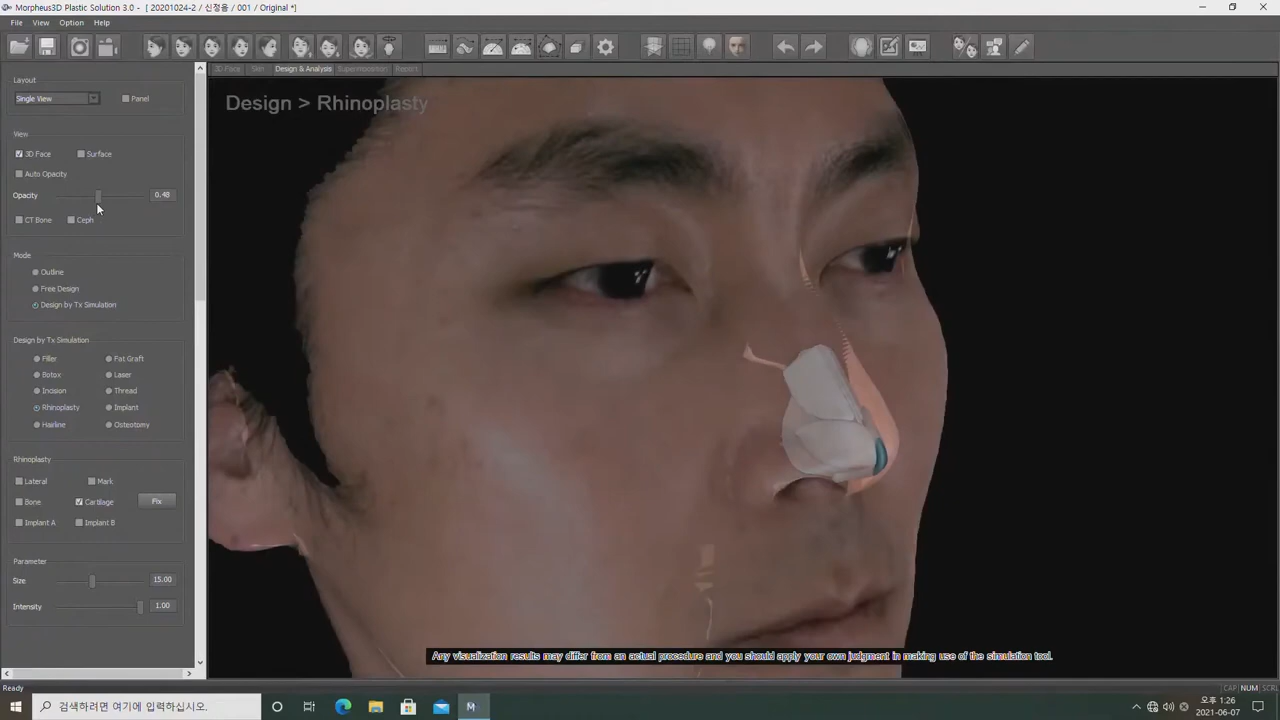 Morpheus3D Plastic Solution 3.0 - [ 20201024-2 / 신정음 / 001 / Original *]
File View Option Help
3D Face Skin Design & Analysis Superimposition Report
Layout
Single View Panel
Design > Rhinoplasty
View
3D Face Surface
Auto Opacity
Opacity 0.48
CT Bone Ceph
Mode
Outline
Free Design
Design by Tx Simulation
Design by Tx Simulation
Filler Fat Graft
Botox Laser
Incision Thread
Rhinoplasty Implant
Hairline Osteotomy
Rhinoplasty
Lateral Mark
Bone Cartilage Fix
Implant A Implant B
Parameter
Size 15.00
Intensity 1.00
Any visualization results may differ from an actual procedure and you should apply your own judgment in making use of the simulation tool.
Ready CAP NUM SCRL
검색하려면 여기에 입력하십시오.
오후 1:26
2021-06-07